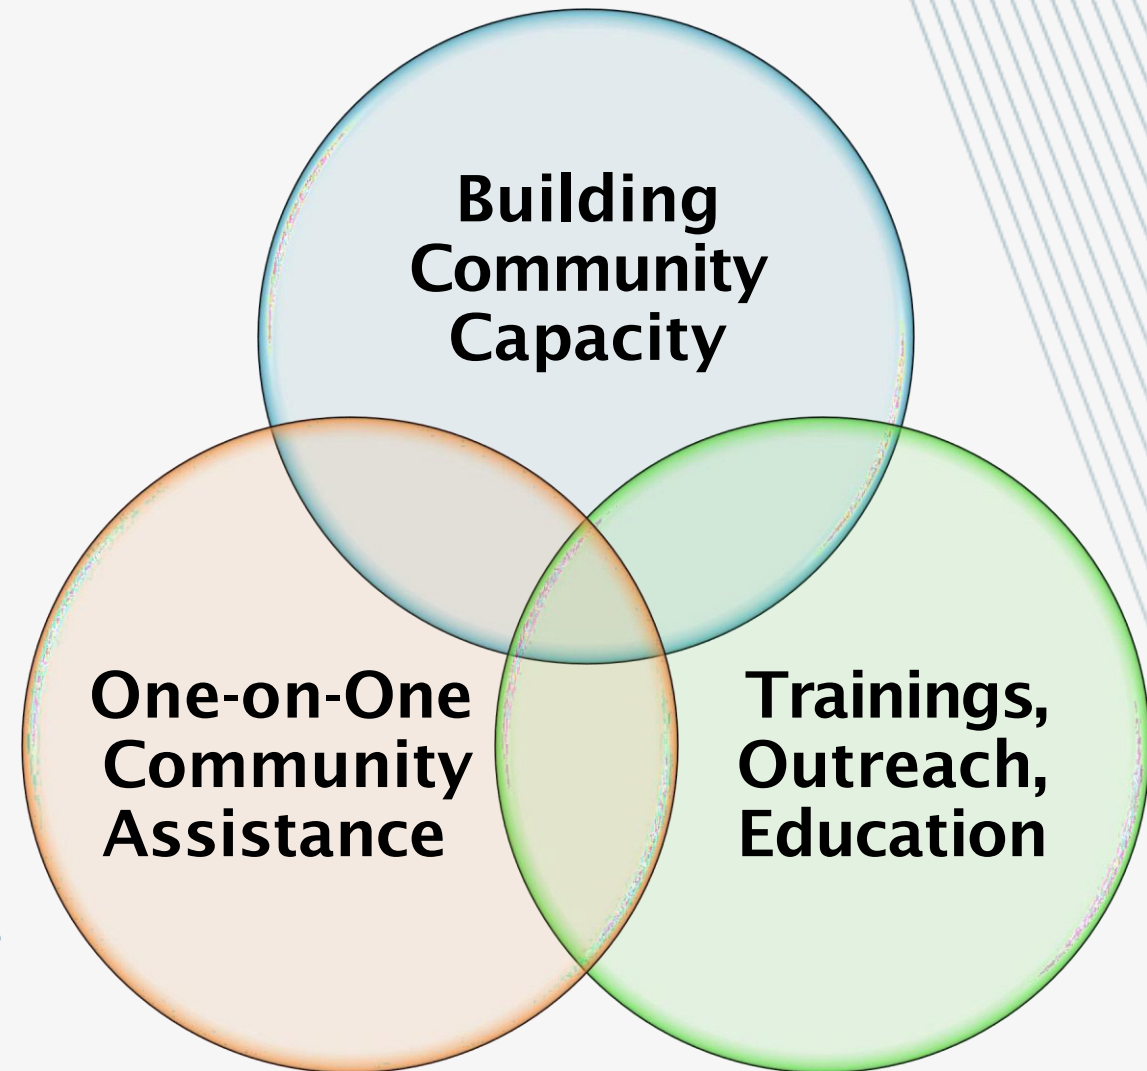 Building
Community
Capacity
One-on-One
Community
Assistance
Trainings,
Outreach,
Education